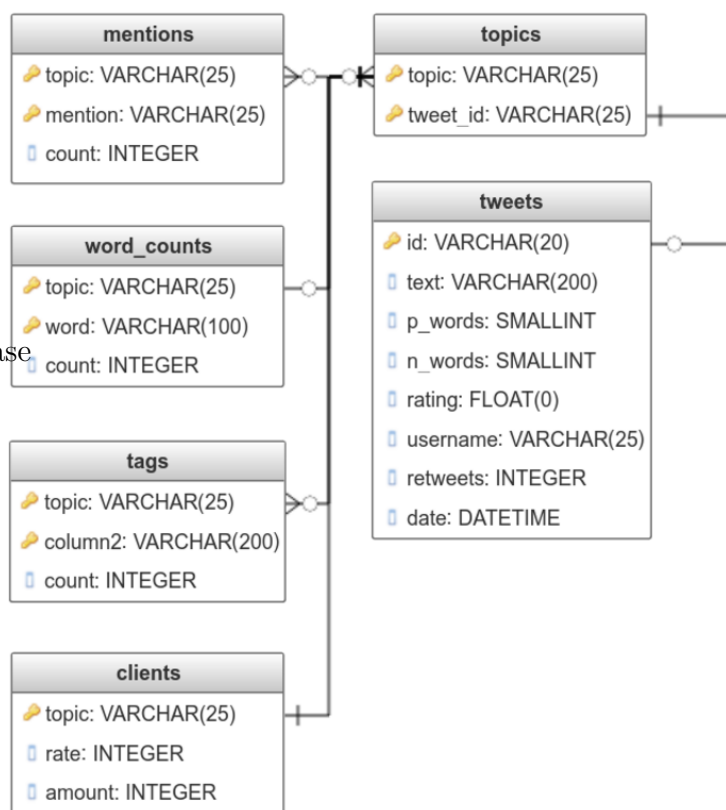 mentions
topic: VARCHAR(25)
mention: VARCHAR(25)
count: INTEGER
word_counts
topic: VARCHAR(25)
word: VARCHAR(100)
count: INTEGER
ase
tags
topic: VARCHAR(25)
column2: VARCHAR(200)
count: INTEGER
clients
topic: VARCHAR(25)
rate: INTEGER
amount: INTEGER
topics
topic: VARCHAR(25)
tweet_id: VARCHAR(25)
tweets
id: VARCHAR(20)
text: VARCHAR(200)
p_words: SMALLINT
n_words: SMALLINT
rating: FLOAT(0)
username: VARCHAR(25)
retweets: INTEGER
date: DATETIME